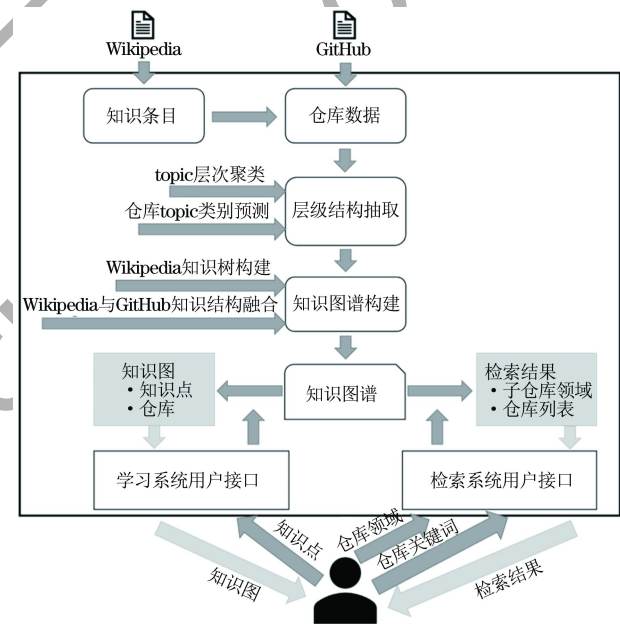 Wikipedia
GitHub
知识条目
仓库数据
topic层次聚类
仓库topic类别预测
层级结构抽取
Wikipedia知识树构建
Wikipedia与GitHub知识结构融合
知识图谱构建
知识图
• 知识点
• 仓库
知识图谱
检索结果
• 子仓库领域
• 仓库列表
学习系统用户接口
检索系统用户接口
知识点
仓库领域
仓库关键词
知识图
检索结果